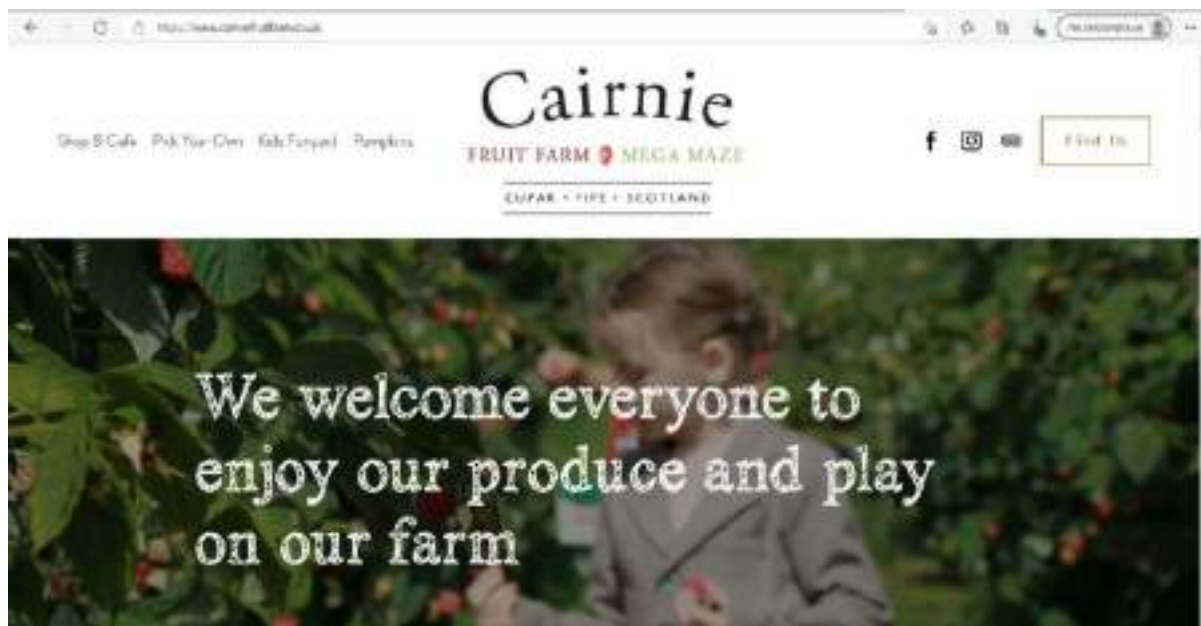 Cairnie
FRUIT FARM MEGA MAZE
CUPAR • FIFE • SCOTLAND
Shop & Cafe Pick Your Own Kids Funyard Pumpkins
Find Us
We welcome everyone to
enjoy our produce and play
on our farm